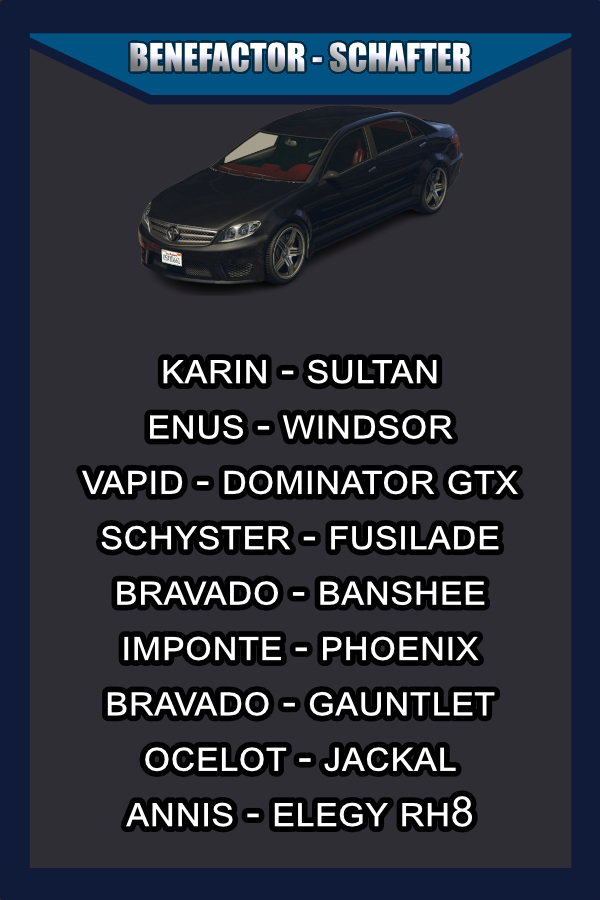 BENEFACTOR - SCHAFTER
KARIN - SULTAN
ENUS - WINDSOR
VAPID - DOMINATOR GTX
SCHYSTER - FUSILADE
BRAVADO - BANSHEE
IMPONTE - PHOENIX
BRAVADO - GAUNTLET
OCELOT - JACKAL
ANNIS - ELEGY RH8